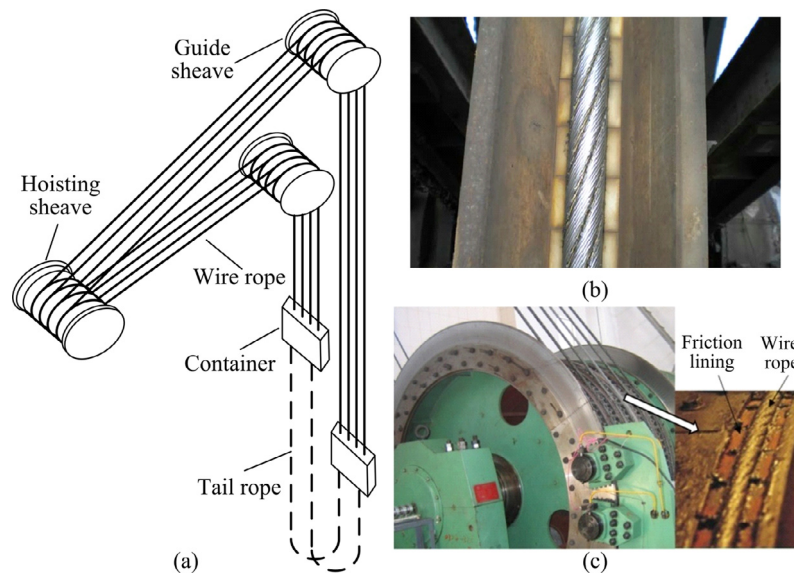 Guide
sheave
Hoisting
sheave
Wire rope
Container
Tail rope
(a)
(b)
Friction
lining
Wire
rope
(c)